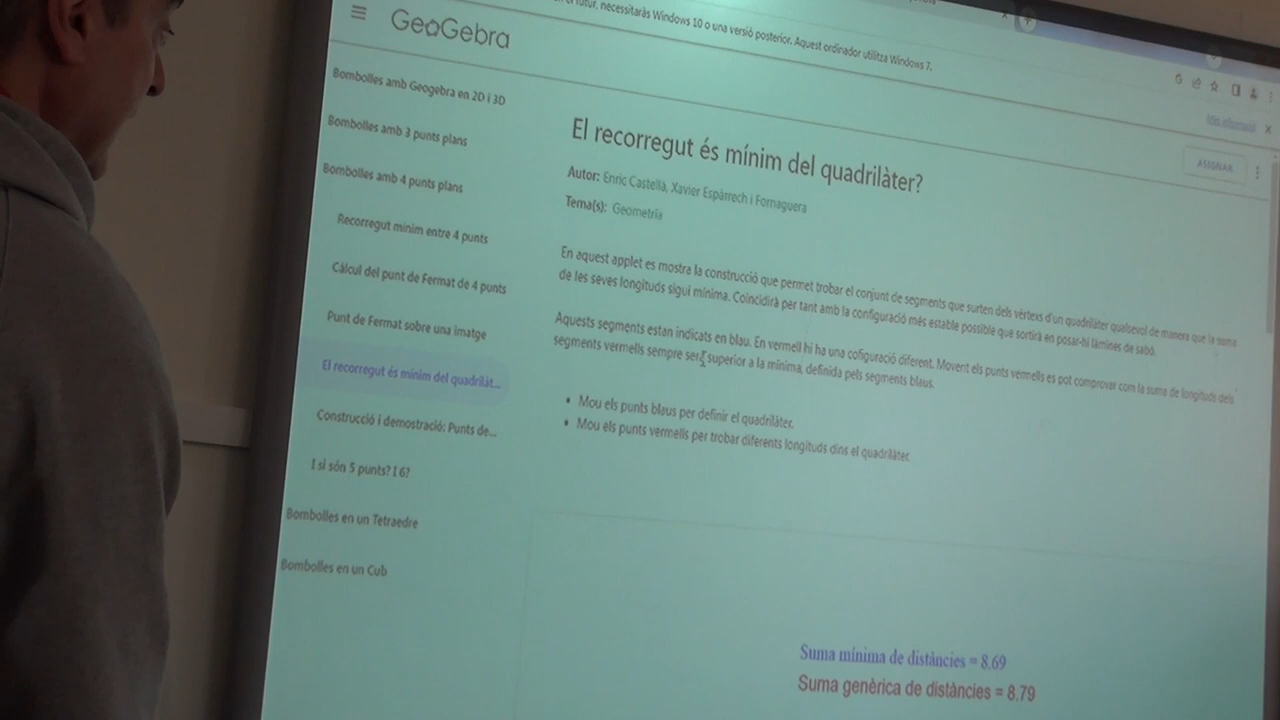 futur, necessitaràs Windows 10 o una versió posterior. Aquest ordinador utilitza Windows 7.
GeoGebra
Més informació
ASSIGNAR
Bombolles amb Geogebra en 2D i 3D
Bombolles amb 3 punts plans
Bombolles amb 4 punts plans
Recorregut mínim entre 4 punts
Càlcul del punt de Fermat de 4 punts
Punt de Fermat sobre una imatge
El recorregut és mínim del quadrilàt...
Construcció i demostració: Punts de...
I si són 5 punts? I 6?
Bombolles en un Tetraedre
Bombolles en un Cub
El recorregut és mínim del quadrilàter?
Autor: Enric Castellà, Xavier Espàrrech i Fornaguera
Tema(s): Geometria
En aquest applet es mostra la construcció que permet trobar el conjunt de segments que surten dels vèrtexs d'un quadrilàter qualsevol de manera que la suma
de les seves longituds sigui mínima. Coincidirà per tant amb la configuració més estable possible que sortirà en posar-hi làmines de sabó.
Aquests segments estan indicats en blau. En vermell hi ha una cofiguració diferent. Movent els punts vermells es pot comprovar com la suma de longituds dels
segments vermells sempre serà superior a la mínima, definida pels segments blaus.
• Mou els punts blaus per definir el quadrilàter.
• Mou els punts vermells per trobar diferents longituds dins el quadrilàter.
Suma mínima de distàncies = 8.69
Suma genèrica de distàncies = 8.79